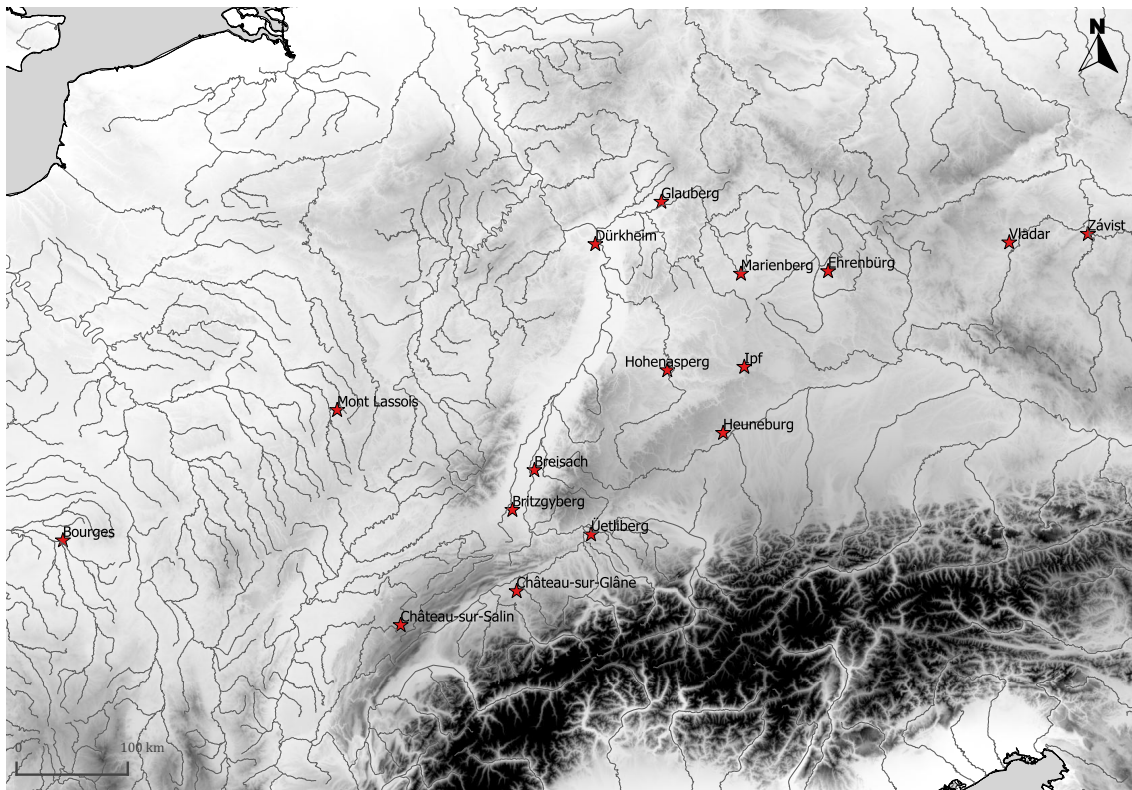 N
Glauberg
Závist
Dürkheim
Vladar
Marienberg
Ehrenbürg
Hohenasperg
Ipf
Mont Lassois
Heuneburg
Breisach
Britzgyberg
Bourges
Uetliberg
Château-sur-Glâne
Château-sur-Salin
0 100 km